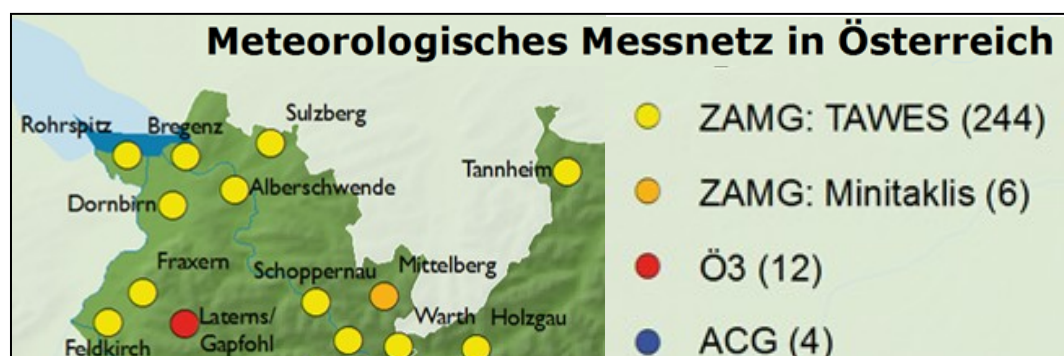 Meteorologisches Messnetz in Österreich
Rohrspitz
Bregenz
Sulzberg
Tannheim
Alberschwende
Dornbirn
Fraxern
Schoppernau
Mittelberg
Laterns/
Gapfohl
Warth
Holzgau
Feldkirch
ZAMG: TAWES (244)
ZAMG: Minitaklis (6)
Ö3 (12)
ACG (4)